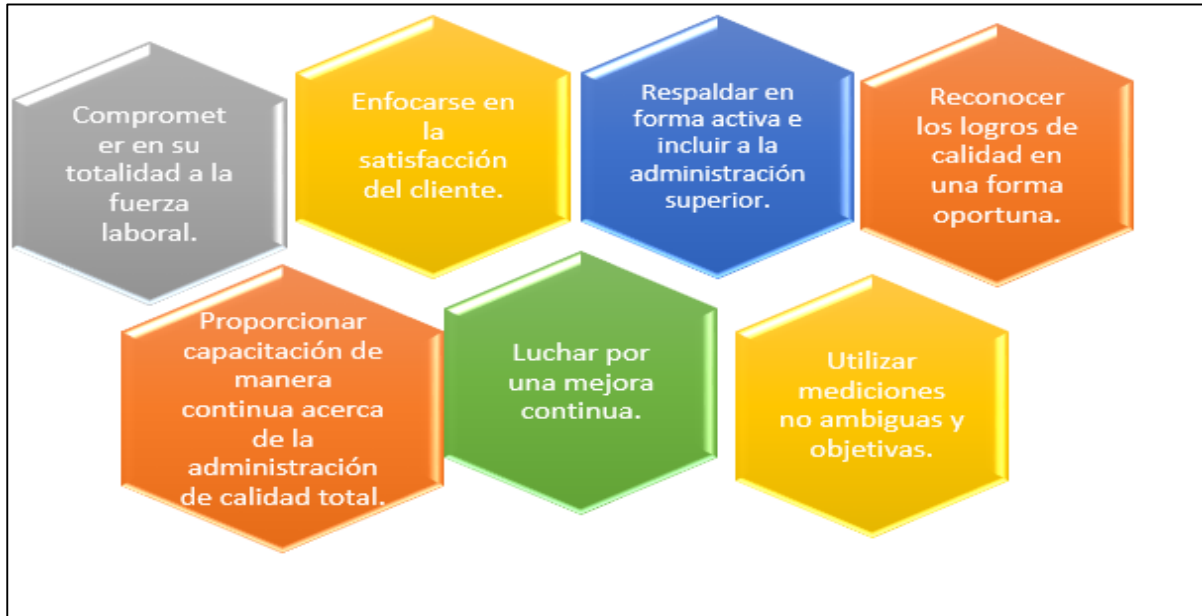 Compromet
er en su
totalidad a la
fuerza
laboral.
Enfocarse en
la
satisfacción
del cliente.
Respaldar en
forma activa e
incluir a la
administración
superior.
Reconocer
los logros de
calidad en
una forma
oportuna.
Proporcionar
capacitación de
manera
continua acerca
de la
administración
de calidad total.
Luchar por
una mejora
continua.
Utilizar
mediciones
no ambiguas y
objetivas.